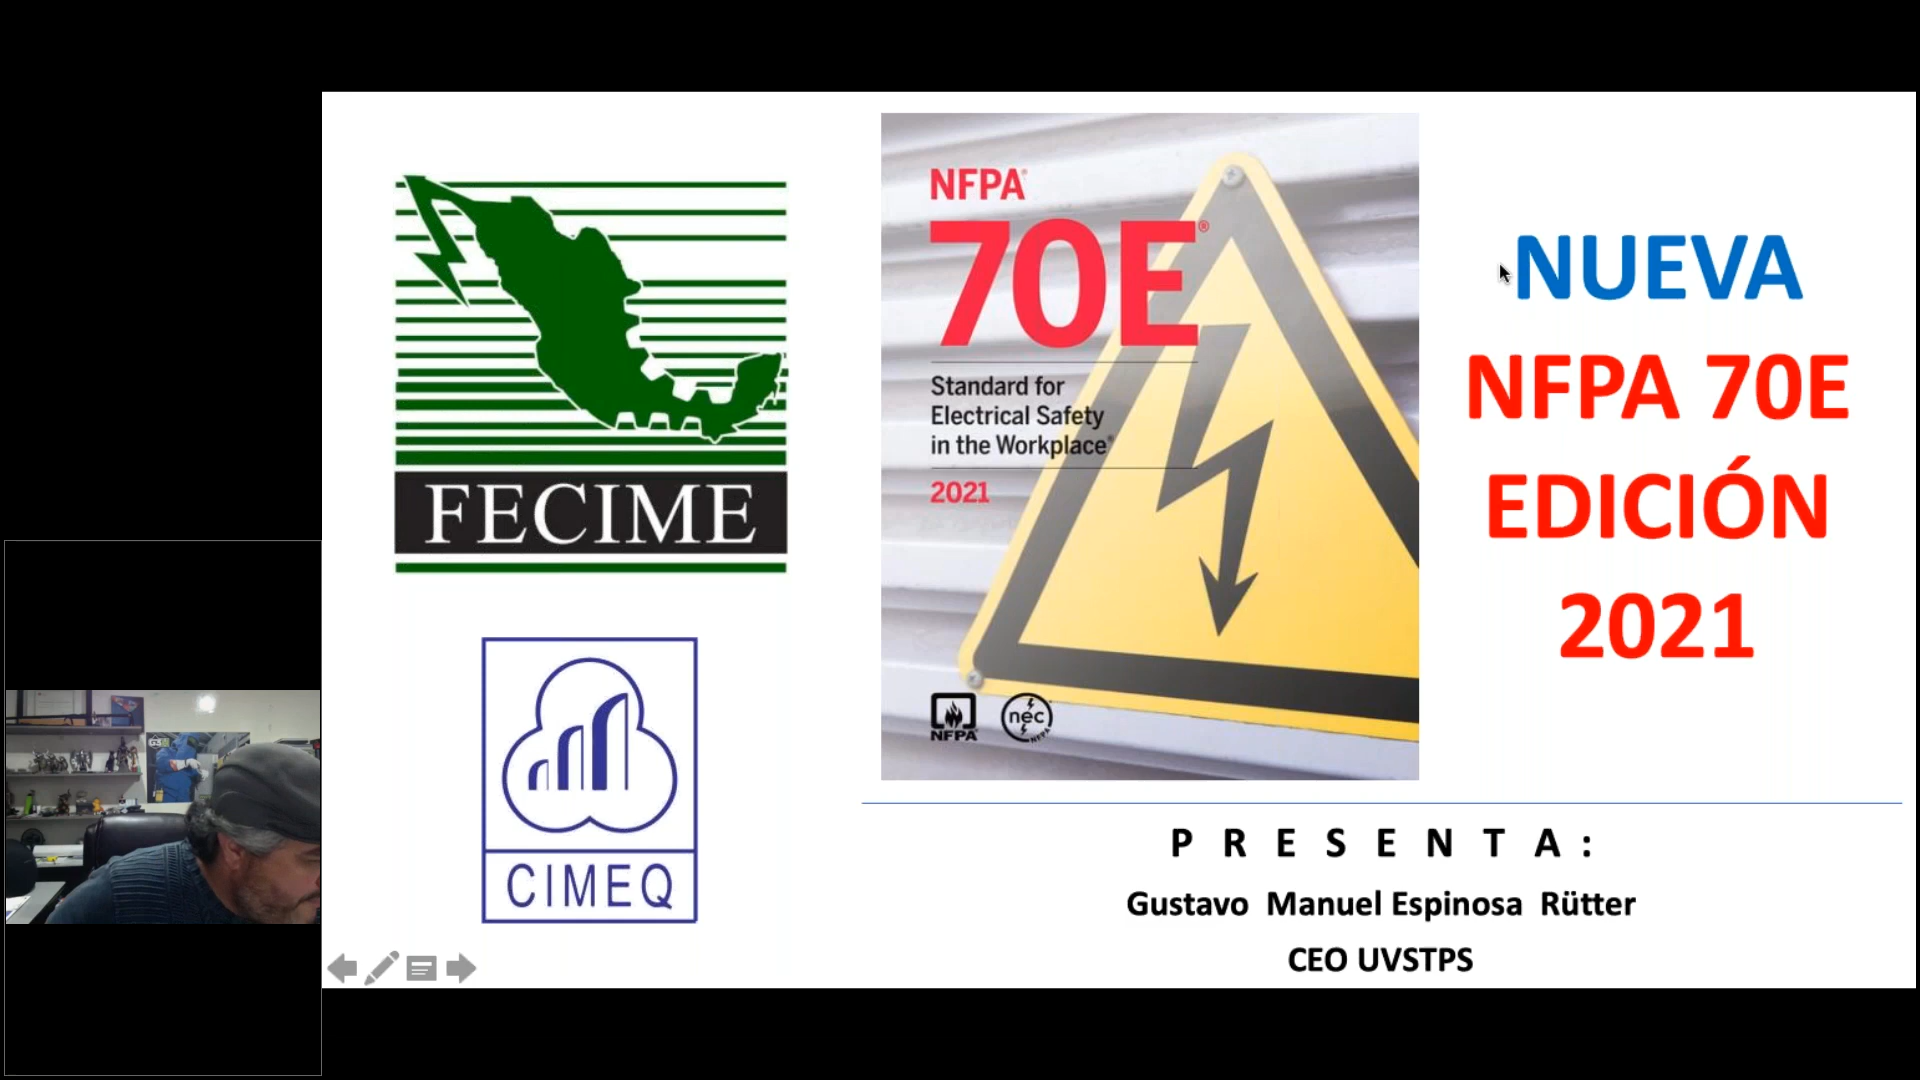 FECIME
CIMEQ
NFPA®
70E®
Standard for
Electrical Safety
in the Workplace®
2021
NFPA
nec
NFPA
NUEVA
NFPA 70E
EDICIÓN
2021
P R E S E N T A :
Gustavo Manuel Espinosa Rütter
CEO UVSTPS